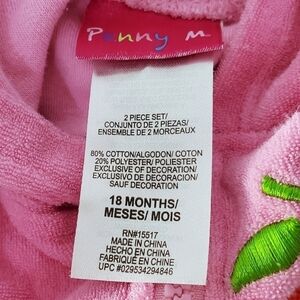 Penny M.
2 PIECE SET/
CONJUNTO DE 2 PIEZAS/
ENSEMBLE DE 2 MORCEAUX
80% COTTON/ALGODON/ COTON
20% POLYESTER/ POLIESTER
EXCLUSIVE OF DECORATION/
EXCLUSIVO DE DECORACION/
SAUF DECORATION
18 MONTHS/
MESES/ MOIS
RN#15517
MADE IN CHINA
HECHO EN CHINA
FABRIQUÉ EN CHINE
UPC #029534294846